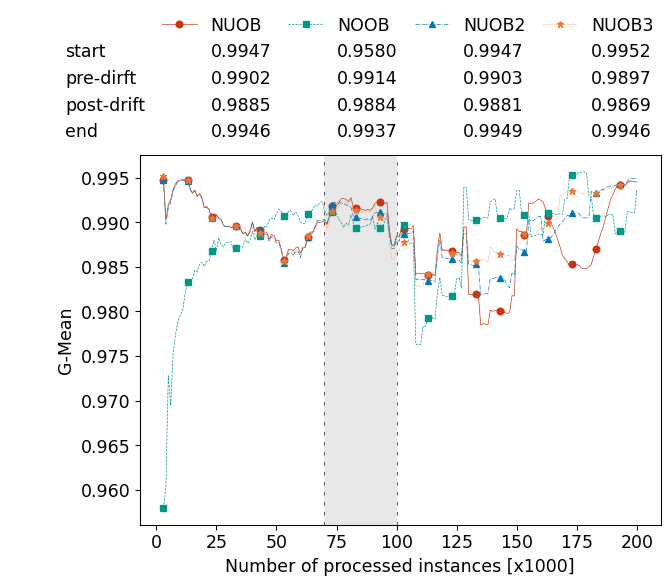 NUOB NOOB NUOB2 NUOB3
start 0.9947 0.9580 0.9947 0.9952
pre-dirft 0.9902 0.9914 0.9903 0.9897
post-drift 0.9885 0.9884 0.9881 0.9869
end 0.9946 0.9937 0.9949 0.9946
0.995
0.990
0.985
0.980
0.975
0.970
0.965
0.960
G-Mean
0 25 50 75 100 125 150 175 200
Number of processed instances [x1000]